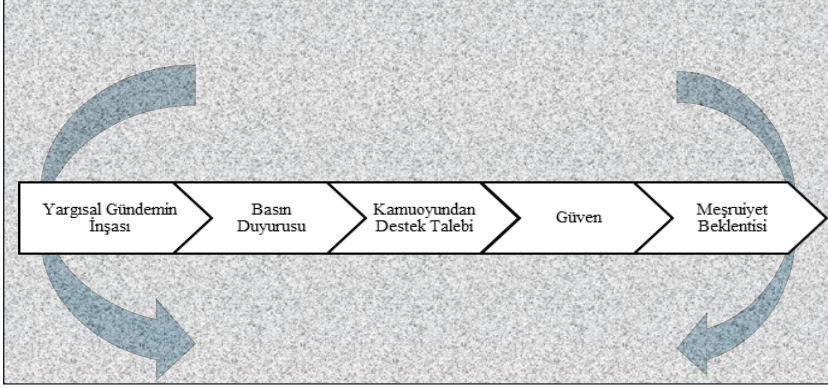 Yargısal Gündemin
İnşası
Basın
Duyurusu
Kamuoyundan
Destek Talebi
Güven
Meşruiyet
Beklentisi